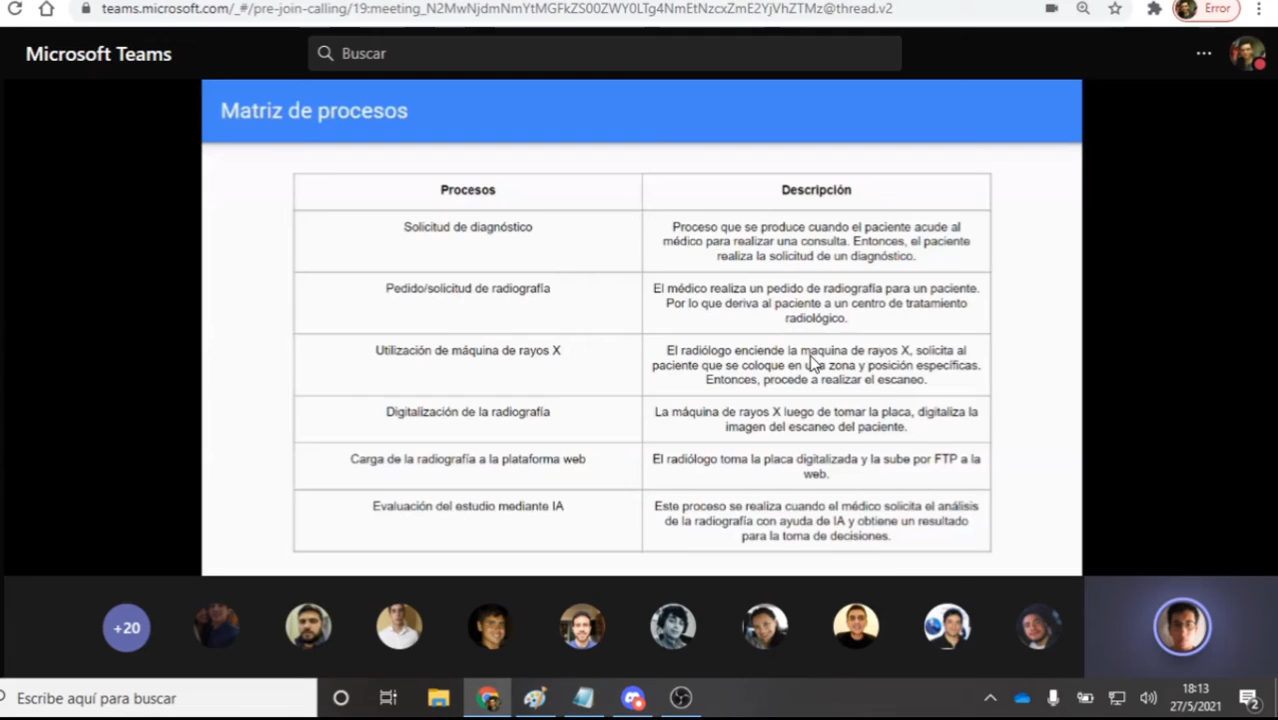 teams.microsoft.com/_#/pre-join-calling/19:meeting_N2MwNjdmNmYtMGFkZS00ZWY0LTg4NmEtNzcxZmE2YjVhZTMz@thread.v2
Error
Microsoft Teams
Buscar
Matriz de procesos
Procesos
Descripción
Solicitud de diagnóstico
Proceso que se produce cuando el paciente acude al
médico para realizar una consulta. Entonces, el paciente
realiza la solicitud de un diagnóstico.
Pedido/solicitud de radiografía
El médico realiza un pedido de radiografía para un paciente.
Por lo que deriva al paciente a un centro de tratamiento
radiológico.
Utilización de máquina de rayos X
El radiólogo enciende la maquina de rayos X, solicita al
paciente que se coloque en una zona y posición específicas.
Entonces, procede a realizar el escaneo.
Digitalización de la radiografía
La máquina de rayos X luego de tomar la placa, digitaliza la
imagen del escaneo del paciente.
Carga de la radiografía a la plataforma web
El radiólogo toma la placa digitalizada y la sube por FTP a la
web.
Evaluación del estudio mediante IA
Este proceso se realiza cuando el médico solicita el análisis
de la radiografía con ayuda de IA y obtiene un resultado
para la toma de decisiones.
+20
Escribe aquí para buscar
18:13
27/5/2021
2